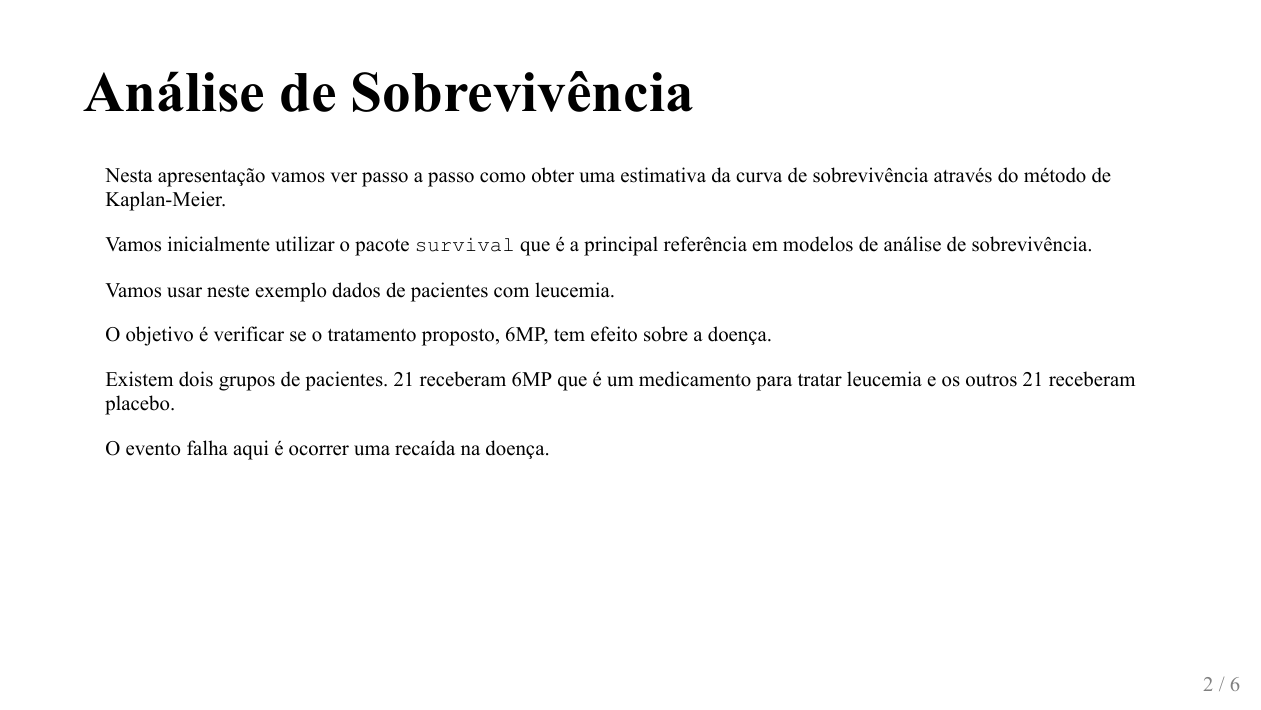 Análise de Sobrevivência
Nesta apresentação vamos ver passo a passo como obter uma estimativa da curva de sobrevivência através do método de
Kaplan-Meier.
Vamos inicialmente utilizar o pacote survival que é a principal referência em modelos de análise de sobrevivência.
Vamos usar neste exemplo dados de pacientes com leucemia.
O objetivo é verificar se o tratamento proposto, 6MP, tem efeito sobre a doença.
Existem dois grupos de pacientes. 21 receberam 6MP que é um medicamento para tratar leucemia e os outros 21 receberam
placebo.
O evento falha aqui é ocorrer uma recaída na doença.
2 / 6